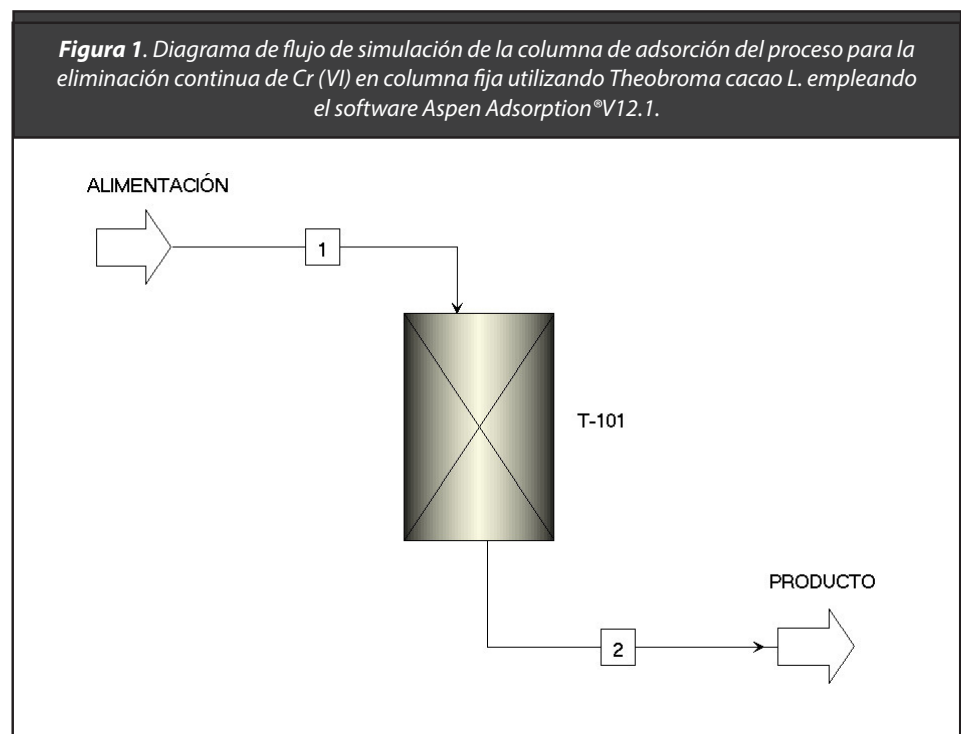 Figura 1. Diagrama de flujo de simulación de la columna de adsorción del proceso para la
eliminación continua de Cr (VI) en columna fija utilizando Theobroma cacao L. empleando
el software Aspen Adsorption®V12.1.
ALIMENTACIÓN
1
T-101
PRODUCTO
2